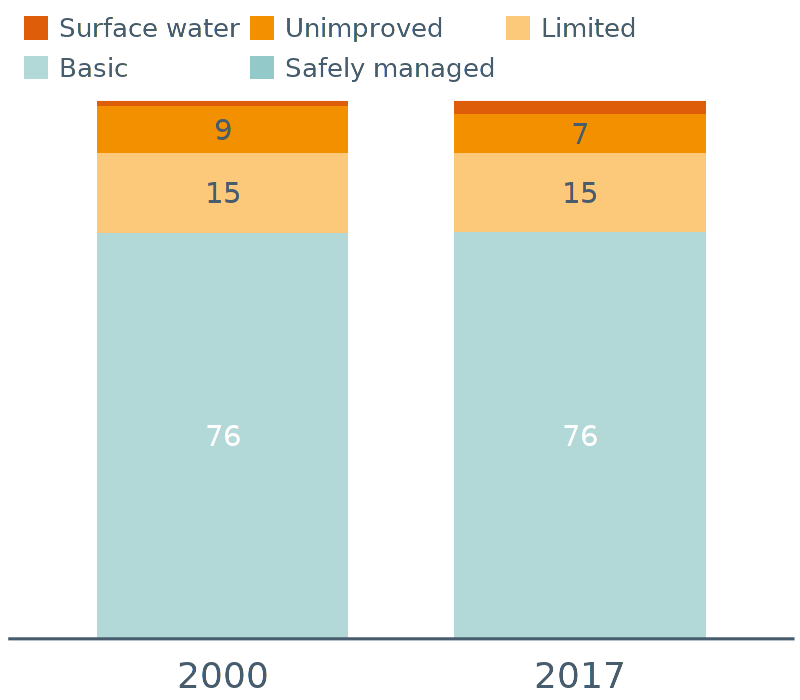 Surface water Unimproved Limited
Basic Safely managed
9 7
15 15
76 76
2000 2017